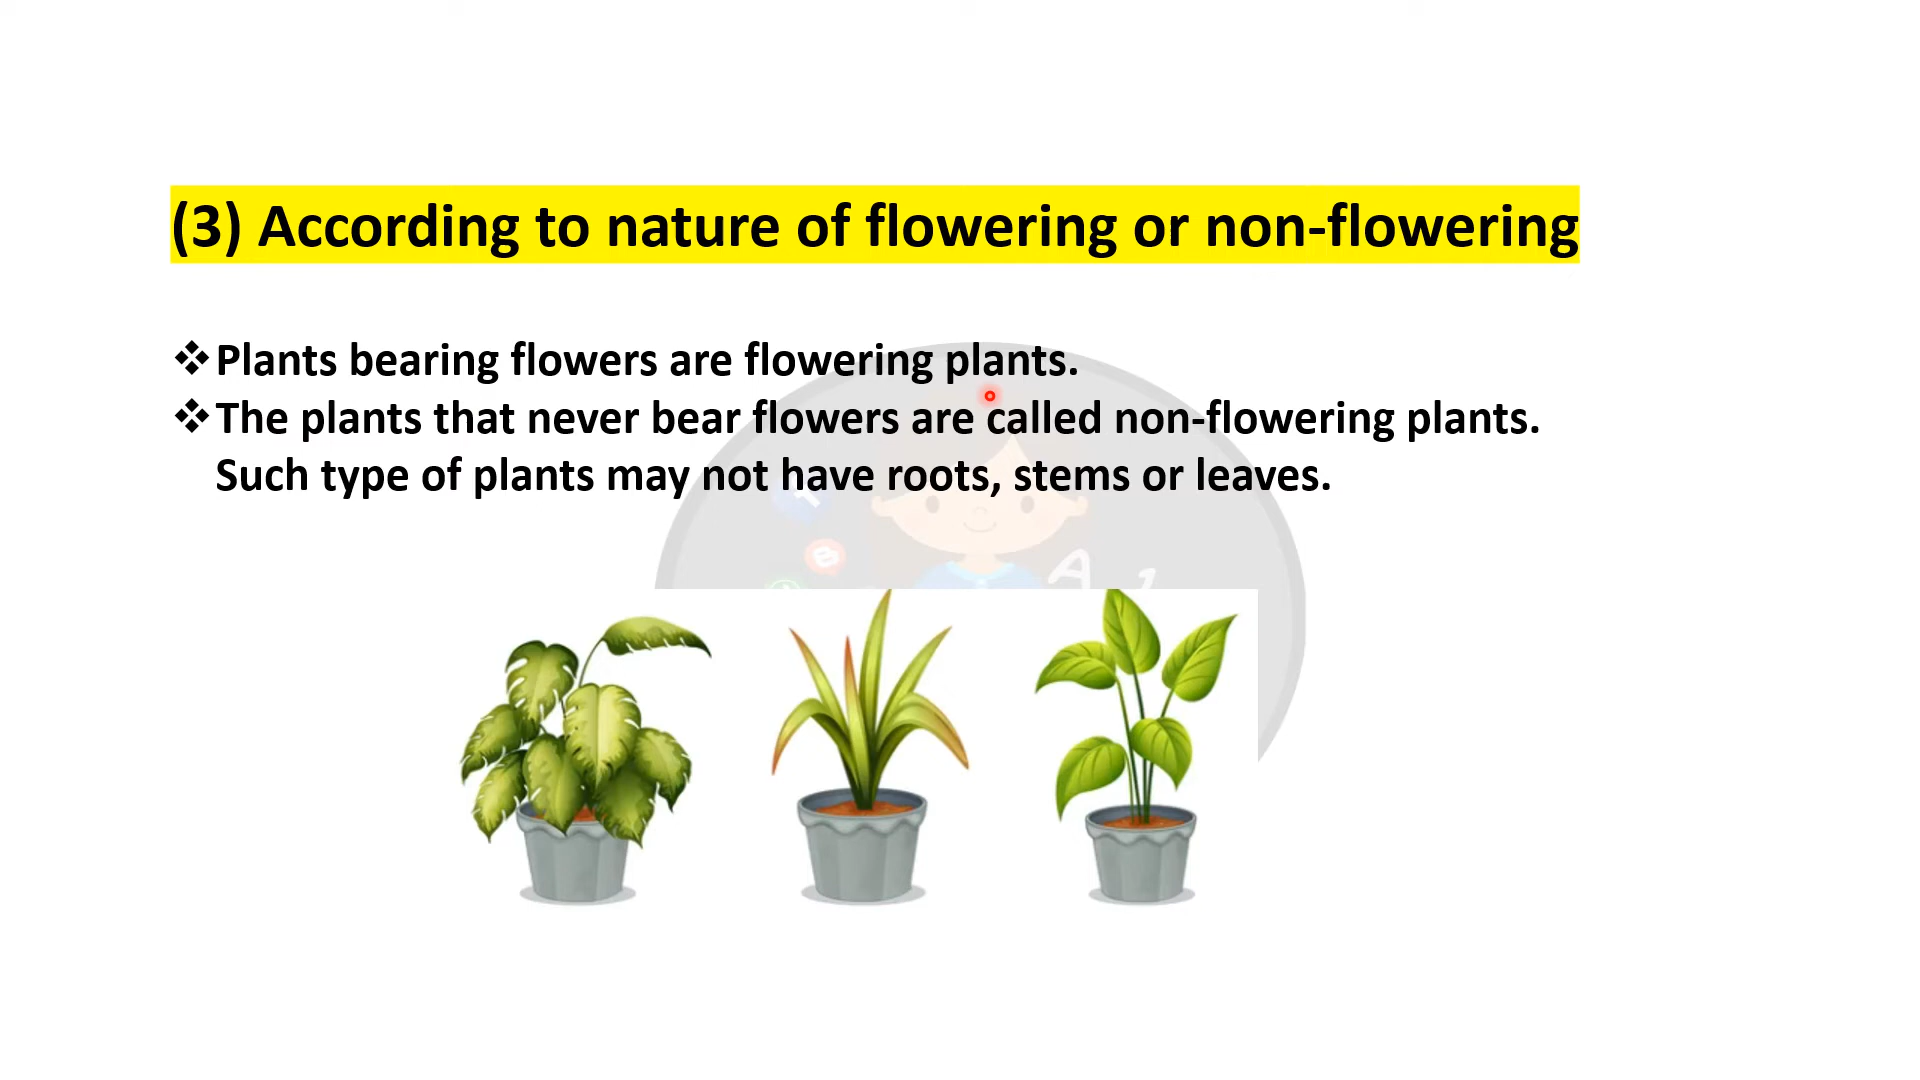 (3) According to nature of flowering or non-flowering
❖Plants bearing flowers are flowering plants.
❖The plants that never bear flowers are called non-flowering plants.
Such type of plants may not have roots, stems or leaves.
A